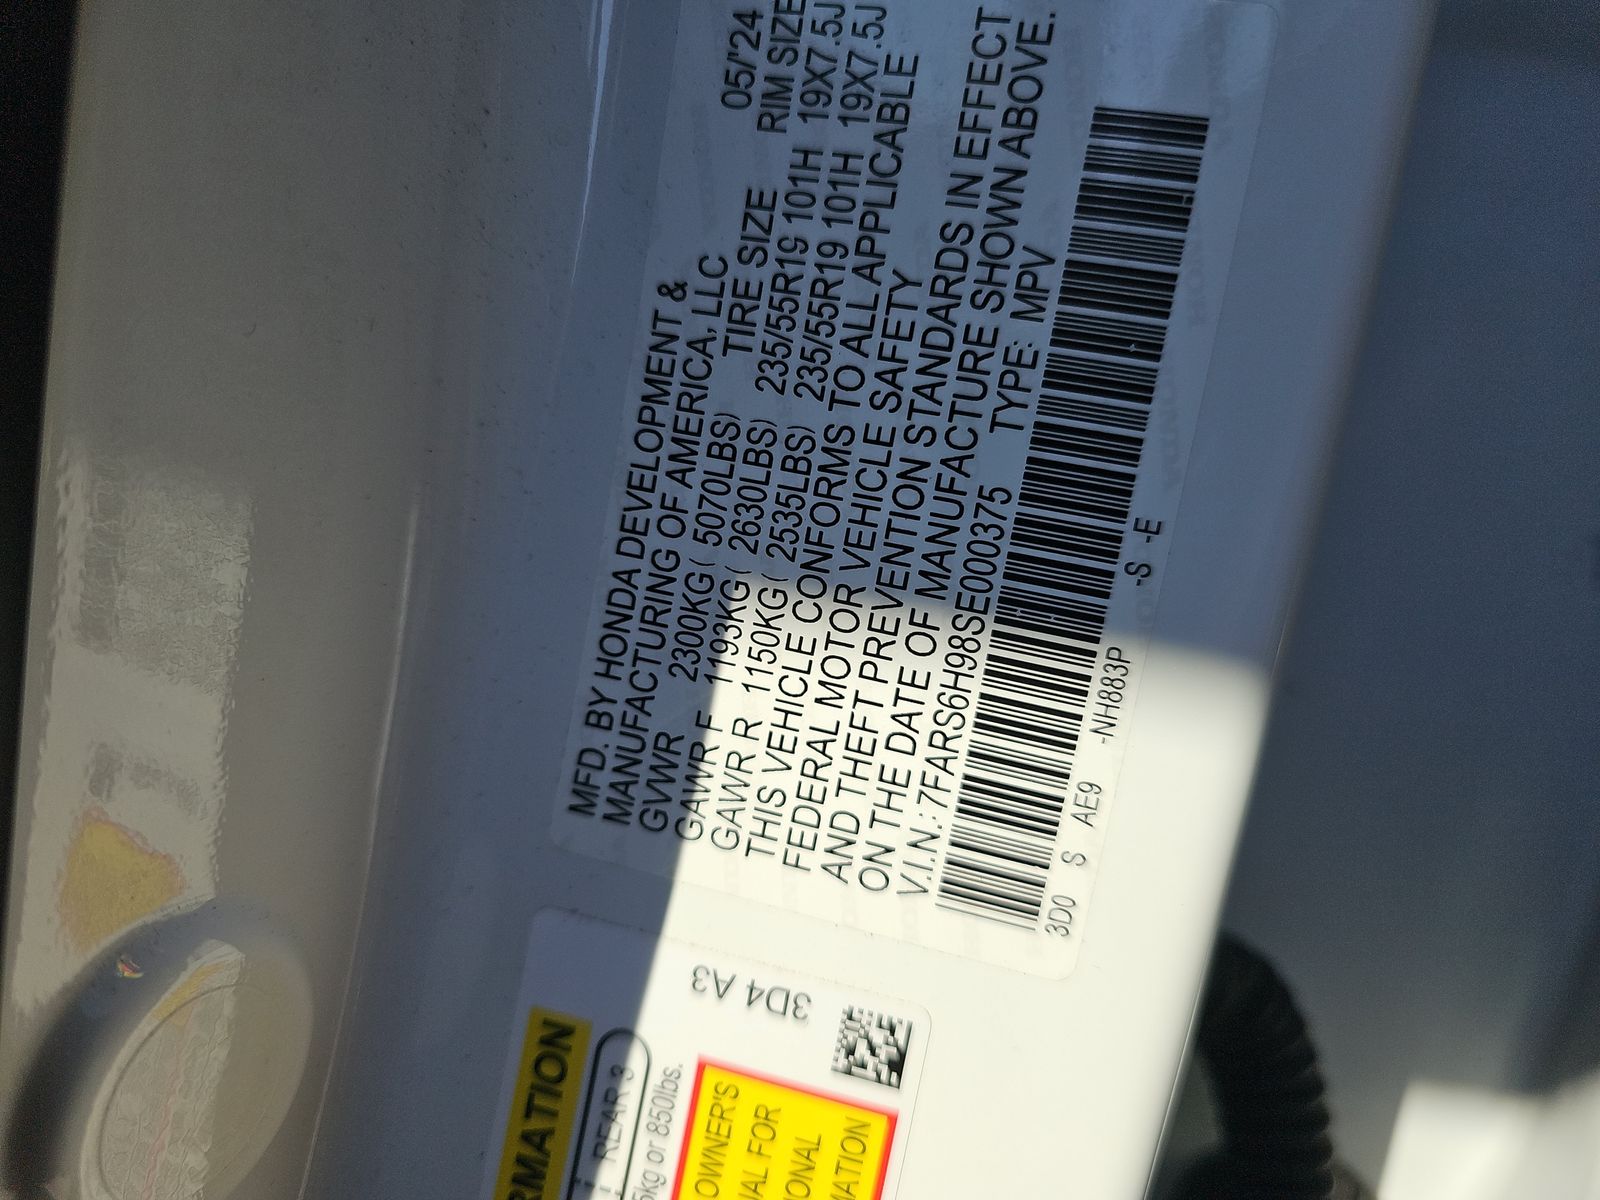 MFD. BY HONDA DEVELOPMENT &
MANUFACTURING OF AMERICA, LLC 05/'24
GVWR 2300KG( 5070LBS) TIRE SIZE RIM SIZE
GAWR F 1193KG( 2630LBS) 235/55R19 101H 19X7.5J
GAWR R 1150KG( 2535LBS) 235/55R19 101H 19X7.5J
THIS VEHICLE CONFORMS TO ALL APPLICABLE
FEDERAL MOTOR VEHICLE SAFETY
AND THEFT PREVENTION STANDARDS IN EFFECT
ON THE DATE OF MANUFACTURE SHOWN ABOVE.
V.I.N.: 7FARS6H98SE000375 TYPE: MPV
3D0 S AE9 -NH883P -S -E
3D4 A3
RMATION
REAR 3
5kg or 850lbs.
OWNER'S
UAL FOR
IONAL
MATION